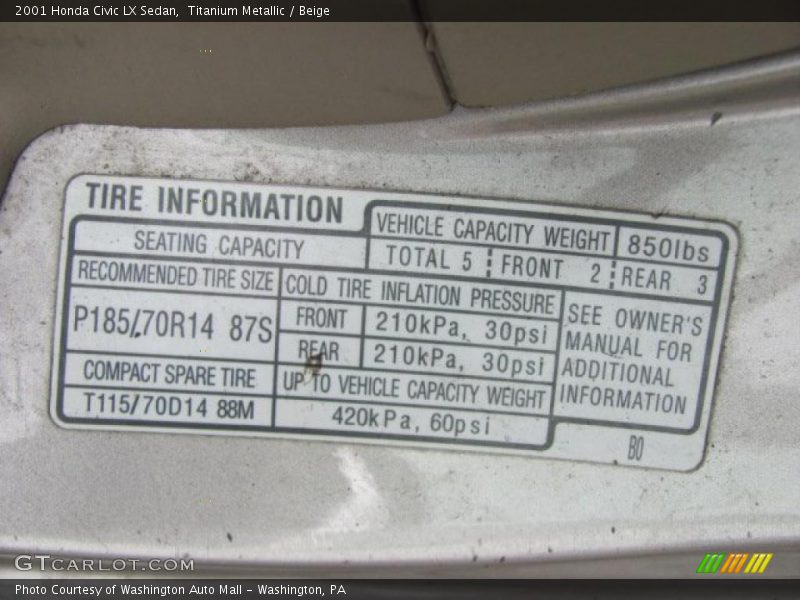 2001 Honda Civic LX Sedan, Titanium Metallic / Beige
TIRE INFORMATION
VEHICLE CAPACITY WEIGHT 850lbs
SEATING CAPACITY TOTAL 5 FRONT 2 REAR 3
RECOMMENDED TIRE SIZE COLD TIRE INFLATION PRESSURE
P185/70R14 87S
FRONT 210kPa, 30psi
REAR 210kPa, 30psi
SEE OWNER'S
MANUAL FOR
ADDITIONAL
INFORMATION
COMPACT SPARE TIRE UP TO VEHICLE CAPACITY WEIGHT
T115/70D14 88M 420kPa, 60psi
B0
GTCARLOT.COM
Photo Courtesy of Washington Auto Mall - Washington, PA